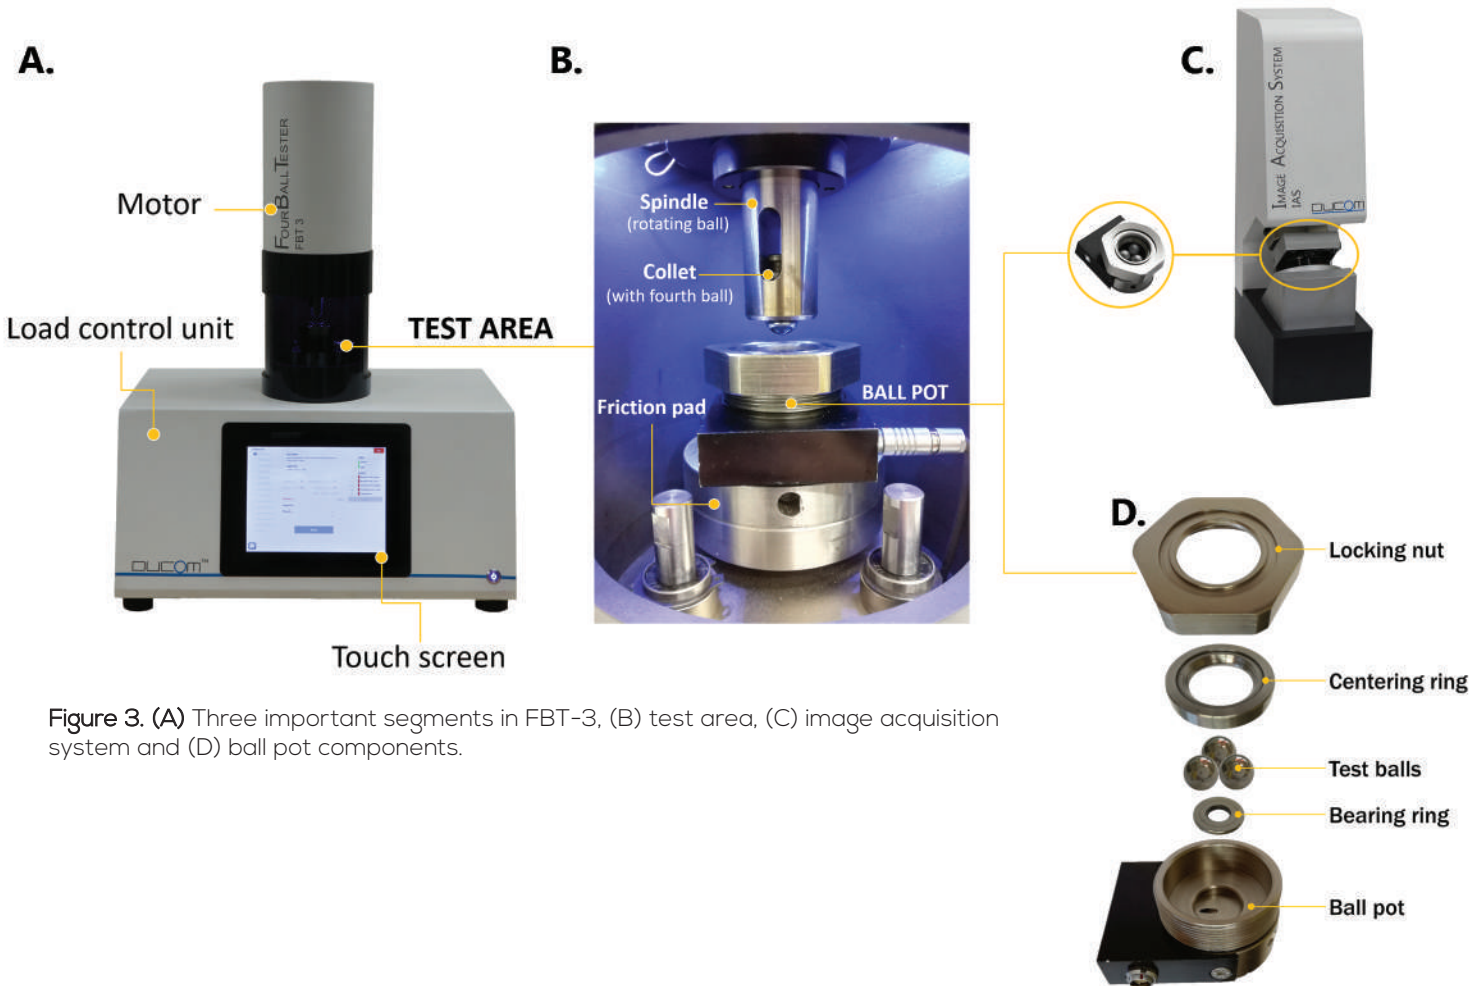 A.
FOURBALLTESTER
FBT 3
Motor
Load control unit
TEST AREA
DUCOM™
Touch screen
B.
Spindle
(rotating ball)
Collet
(with fourth ball)
BALL POT
Friction pad
C.
IMAGE ACQUISITION SYSTEM
IAS
DUCOM
D.
Locking nut
Centering ring
Test balls
Bearing ring
Ball pot
Figure 3. (A) Three important segments in FBT-3, (B) test area, (C) image acquisition
system and (D) ball pot components.